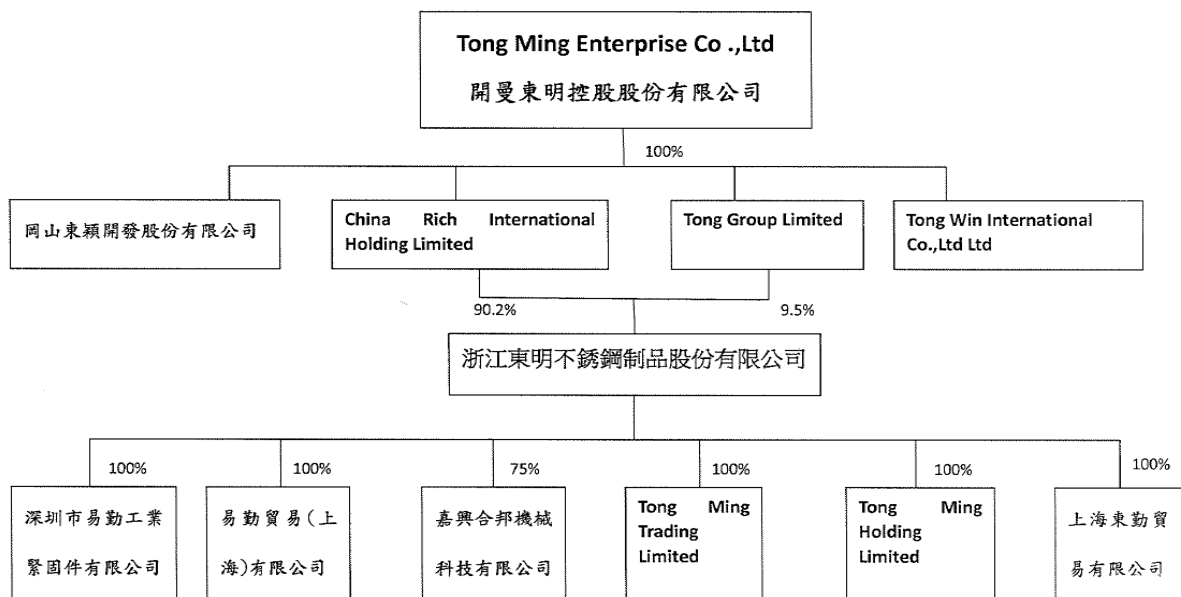 Tong Ming Enterprise Co .,Ltd
開曼東明控股股份有限公司
100%
岡山東穎開發股份有限公司
China Rich International
Holding Limited
Tong Group Limited
Tong Win International
Co.,Ltd Ltd
90.2%
9.5%
浙江東明不銹鋼制品股份有限公司
100%
100%
75%
100%
100%
100%
深圳市易勤工業
緊固件有限公司
易勤貿易(上
海)有限公司
嘉興合邦機械
科技有限公司
Tong Ming
Trading
Limited
Tong Ming
Holding
Limited
上海東勤貿
易有限公司